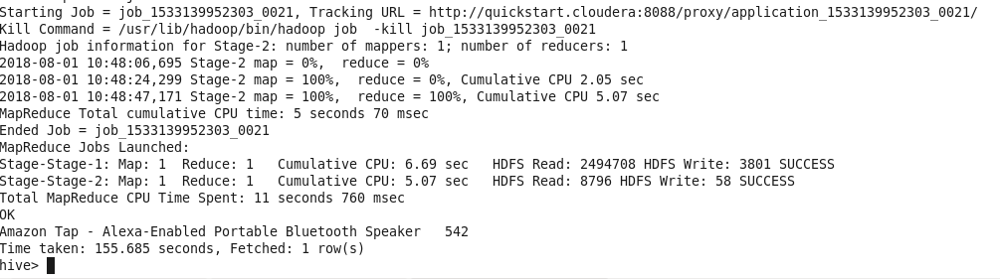 Starting Job = job_1533139952303_0021, Tracking URL = http://quickstart.cloudera:8088/proxy/application_1533139952303_0021/
Kill Command = /usr/lib/hadoop/bin/hadoop job  -kill job_1533139952303_0021
Hadoop job information for Stage-2: number of mappers: 1; number of reducers: 1
2018-08-01 10:48:06,695 Stage-2 map = 0%,  reduce = 0%
2018-08-01 10:48:24,299 Stage-2 map = 100%,  reduce = 0%, Cumulative CPU 2.05 sec
2018-08-01 10:48:47,171 Stage-2 map = 100%,  reduce = 100%, Cumulative CPU 5.07 sec
MapReduce Total cumulative CPU time: 5 seconds 70 msec
Ended Job = job_1533139952303_0021
MapReduce Jobs Launched:
Stage-Stage-1: Map: 1  Reduce: 1   Cumulative CPU: 6.69 sec   HDFS Read: 2494708 HDFS Write: 3801 SUCCESS
Stage-Stage-2: Map: 1  Reduce: 1   Cumulative CPU: 5.07 sec   HDFS Read: 8796 HDFS Write: 58 SUCCESS
Total MapReduce CPU Time Spent: 11 seconds 760 msec
OK
Amazon Tap - Alexa-Enabled Portable Bluetooth Speaker   542
Time taken: 155.685 seconds, Fetched: 1 row(s)
hive>